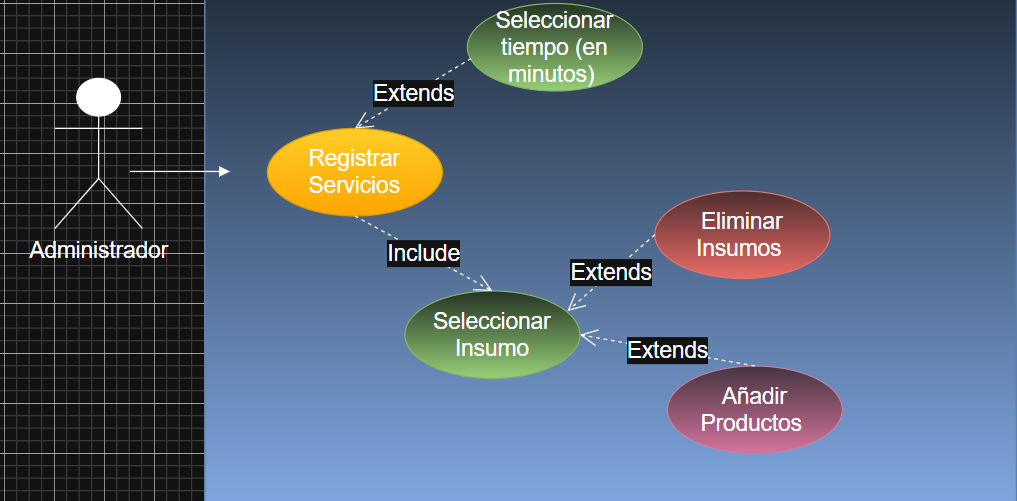 Seleccionar
tiempo (en
minutos)
Extends
Registrar
Servicios
Administrador
Include
Eliminar
Insumos
Extends
Seleccionar
Insumo
Extends
Añadir
Productos